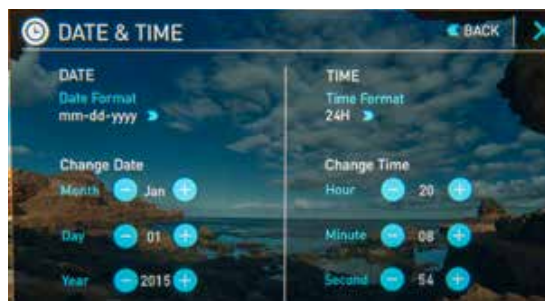 DATE & TIME
BACK
DATE
Date Format
mm-dd-yyyy
Change Date
Month - Jan +
Day - 01 +
Year - 2015 +
TIME
Time Format
24H
Change Time
Hour - 20 +
Minute - 08 +
Second - 54 +